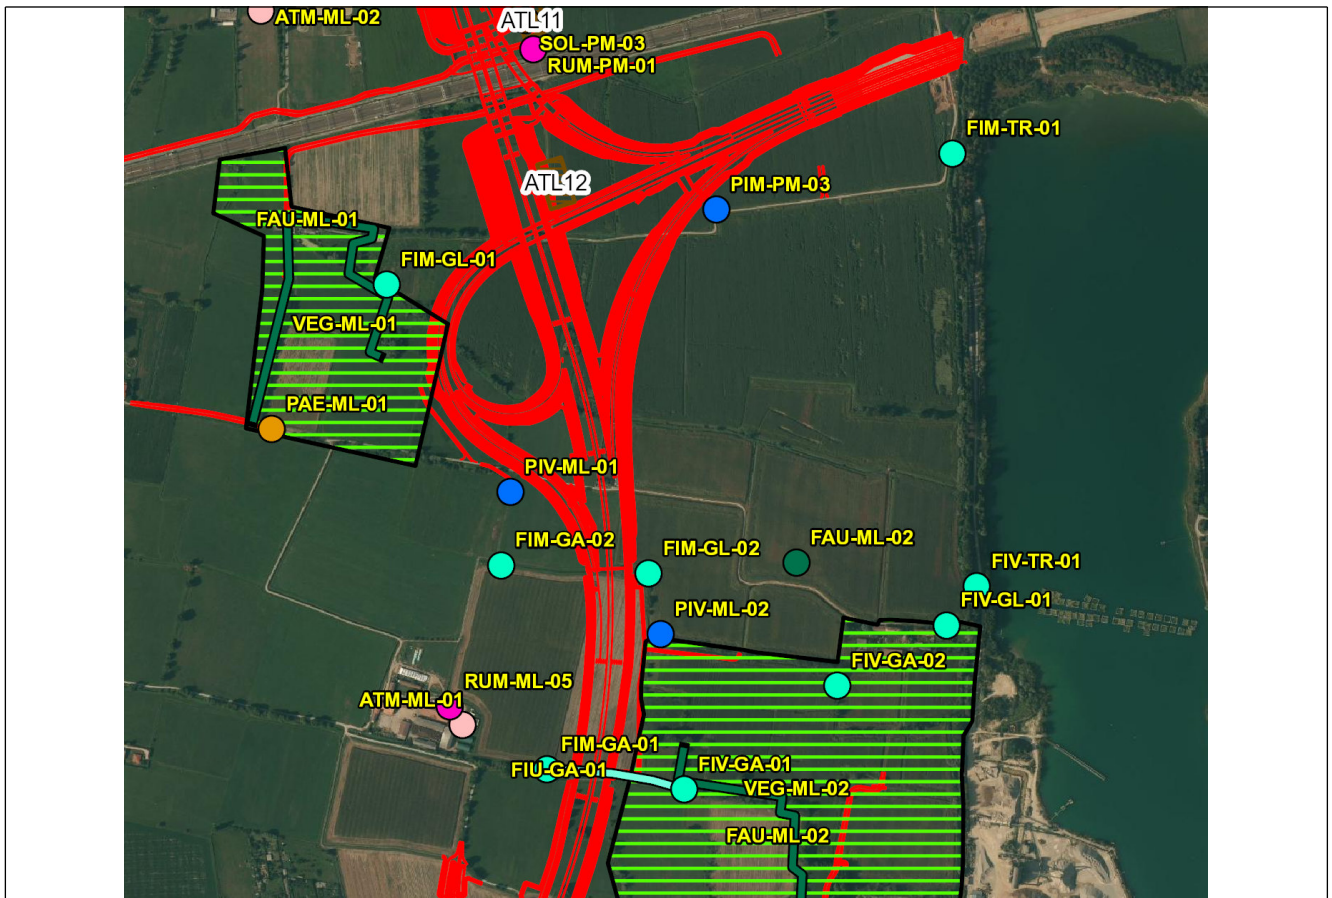 ATM-ML-02
ATL11
SOL-PM-03
RUM-PM-01
FIM-TR-01
ATL12
PIM-PM-03
FAU-ML-01
FIM-GL-01
VEG-ML-01
PAE-ML-01
PIV-ML-01
FIM-GA-02
FIM-GL-02
FAU-ML-02
FIV-TR-01
FIV-GL-01
PIV-ML-02
FIV-GA-02
RUM-ML-05
ATM-ML-01
FIM-GA-01
FIU-GA-01
FIV-GA-01
VEG-ML-02
FAU-ML-02